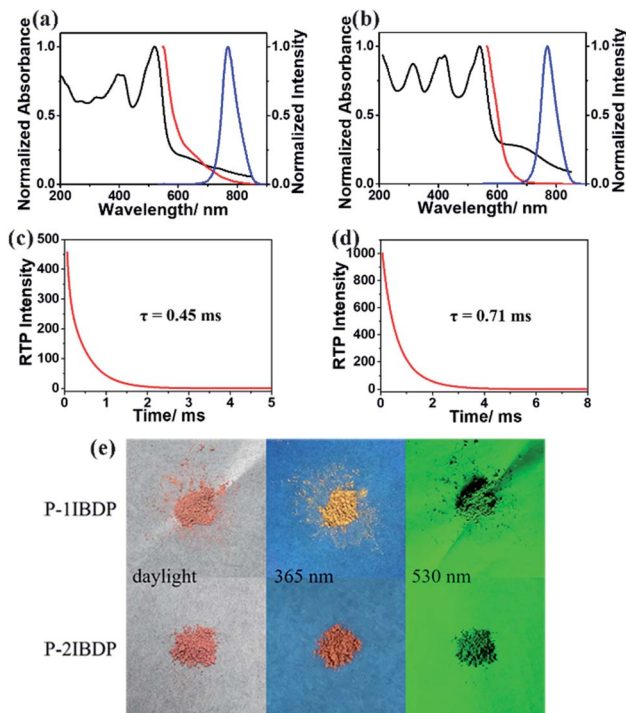 (a)
(b)
Normalized Absorbance
1.0
0.5
0.0
200 400 600 800
Wavelength/ nm
1.0
0.5
0.0
Normalized Intensity
Normalized Absorbance
1.0
0.5
0.0
200 400 600 800
Wavelength/ nm
1.0
0.5
0.0
Normalized Intensity
(c)
RTP Intensity
500
400
300
200
100
0
τ = 0.45 ms
0 1 2 3 4 5
Time/ ms
(d)
RTP Intensity
1000
800
600
400
200
0
τ = 0.71 ms
0 2 4 6 8
Time/ ms
(e)
P-1IBDP
daylight
365 nm
530 nm
P-2IBDP